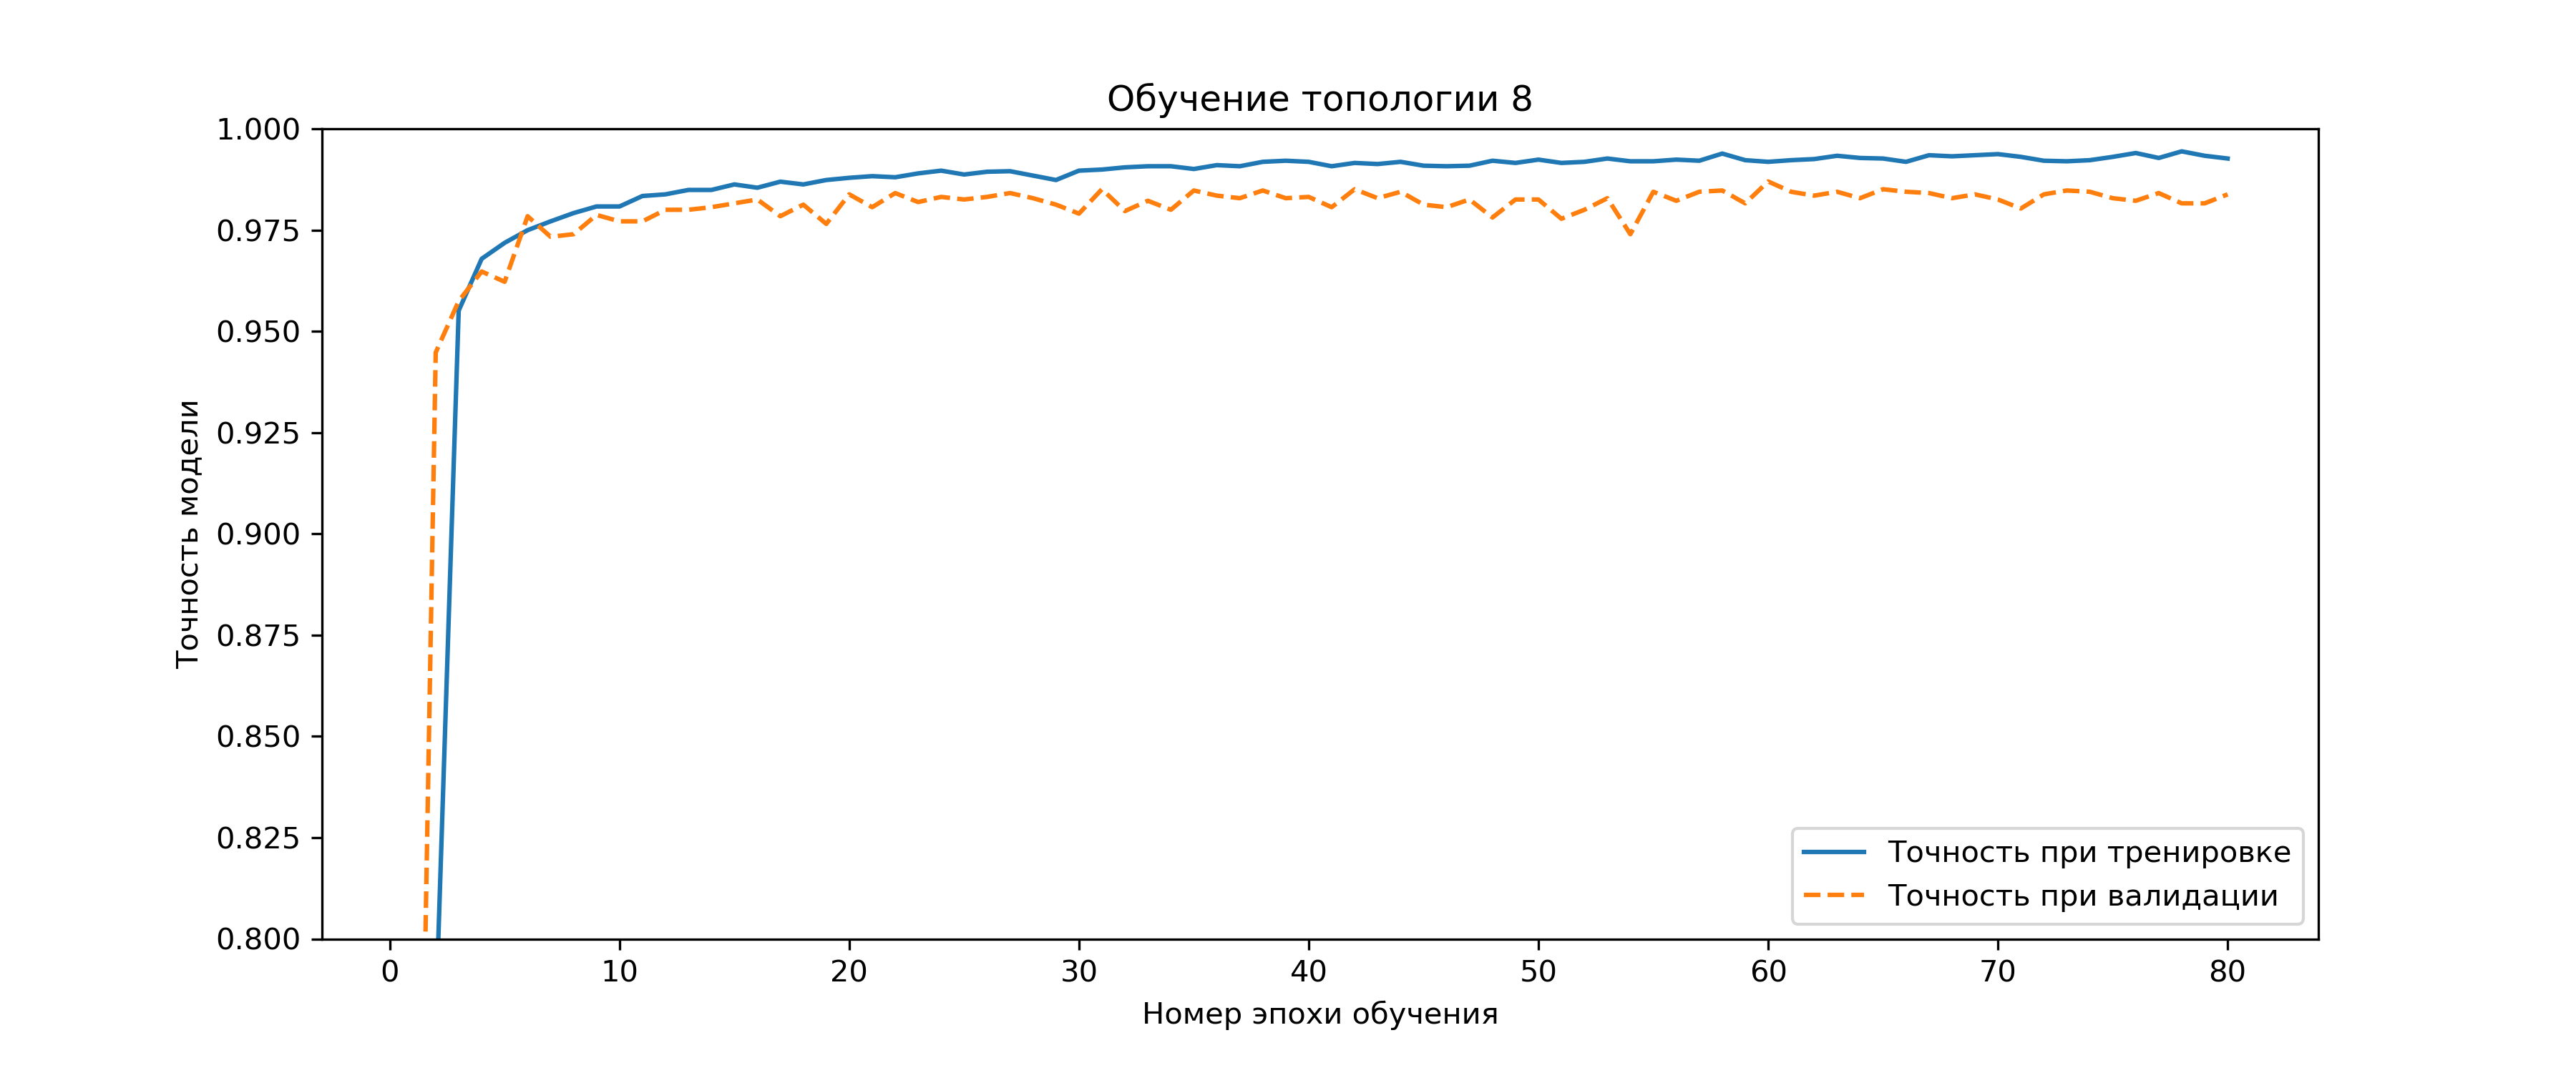 Обучение топологии 8
1.000
0.975
0.950
0.925
0.900
0.875
0.850
0.825
0.800
Точность модели
0 10 20 30 40 50 60 70 80
Номер эпохи обучения
Точность при тренировке
Точность при валидации